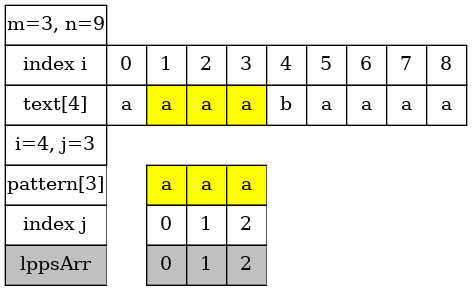 m=3, n=9
index i 0 1 2 3 4 5 6 7 8
text[4] a a a a b a a a a
i=4, j=3
pattern[3] a a a
index j 0 1 2
lppsArr 0 1 2